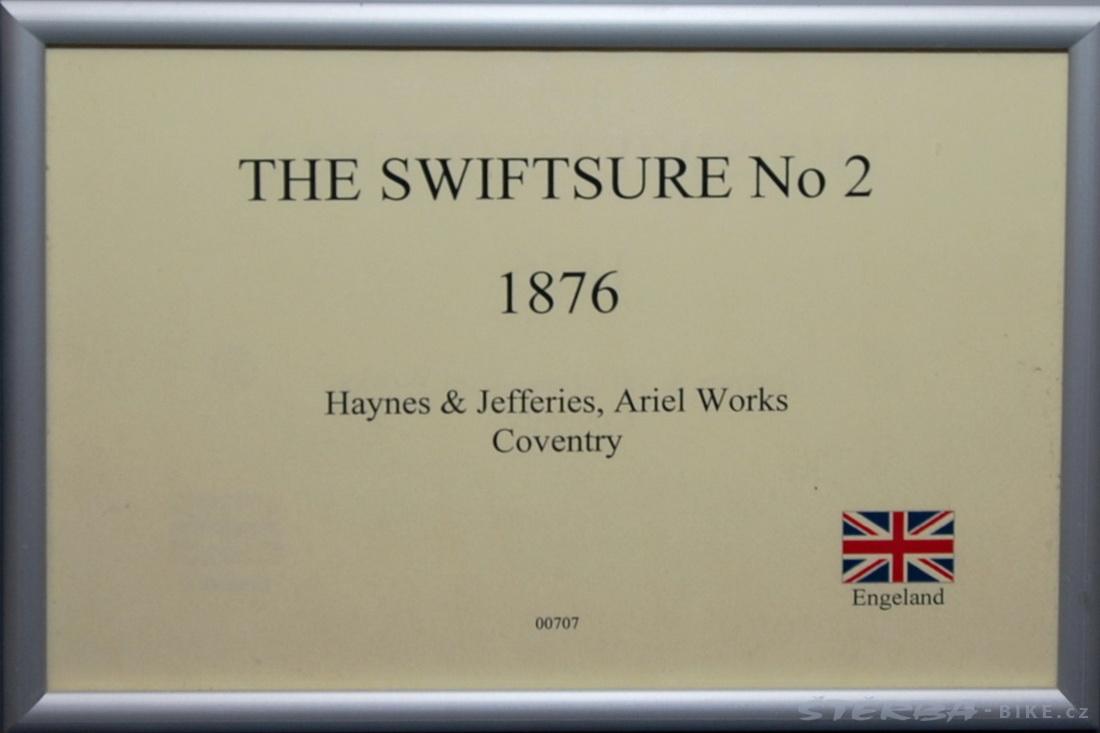 THE SWIFTSURE No 2
1876
Haynes & Jefferies, Ariel Works
Coventry
Engeland
00707
ŠTĚRBA-BIKE.cz